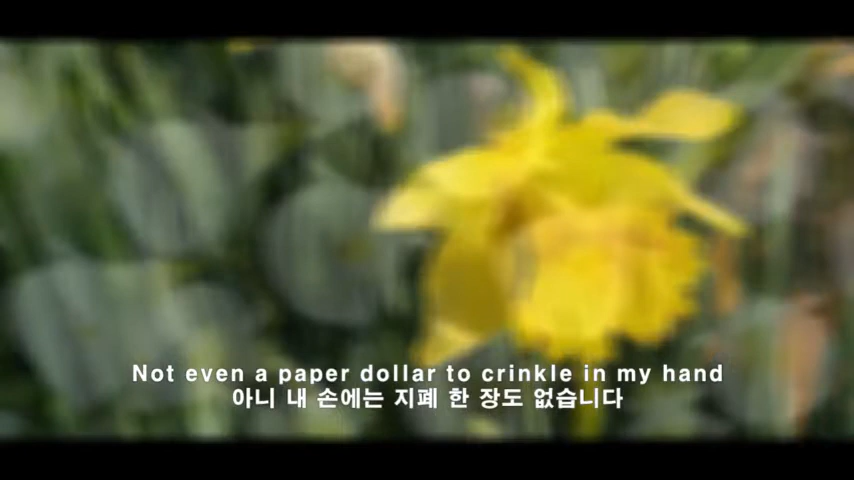 Not even a paper dollar to crinkle in my hand
아니 내 손에는 지폐 한 장도 없습니다